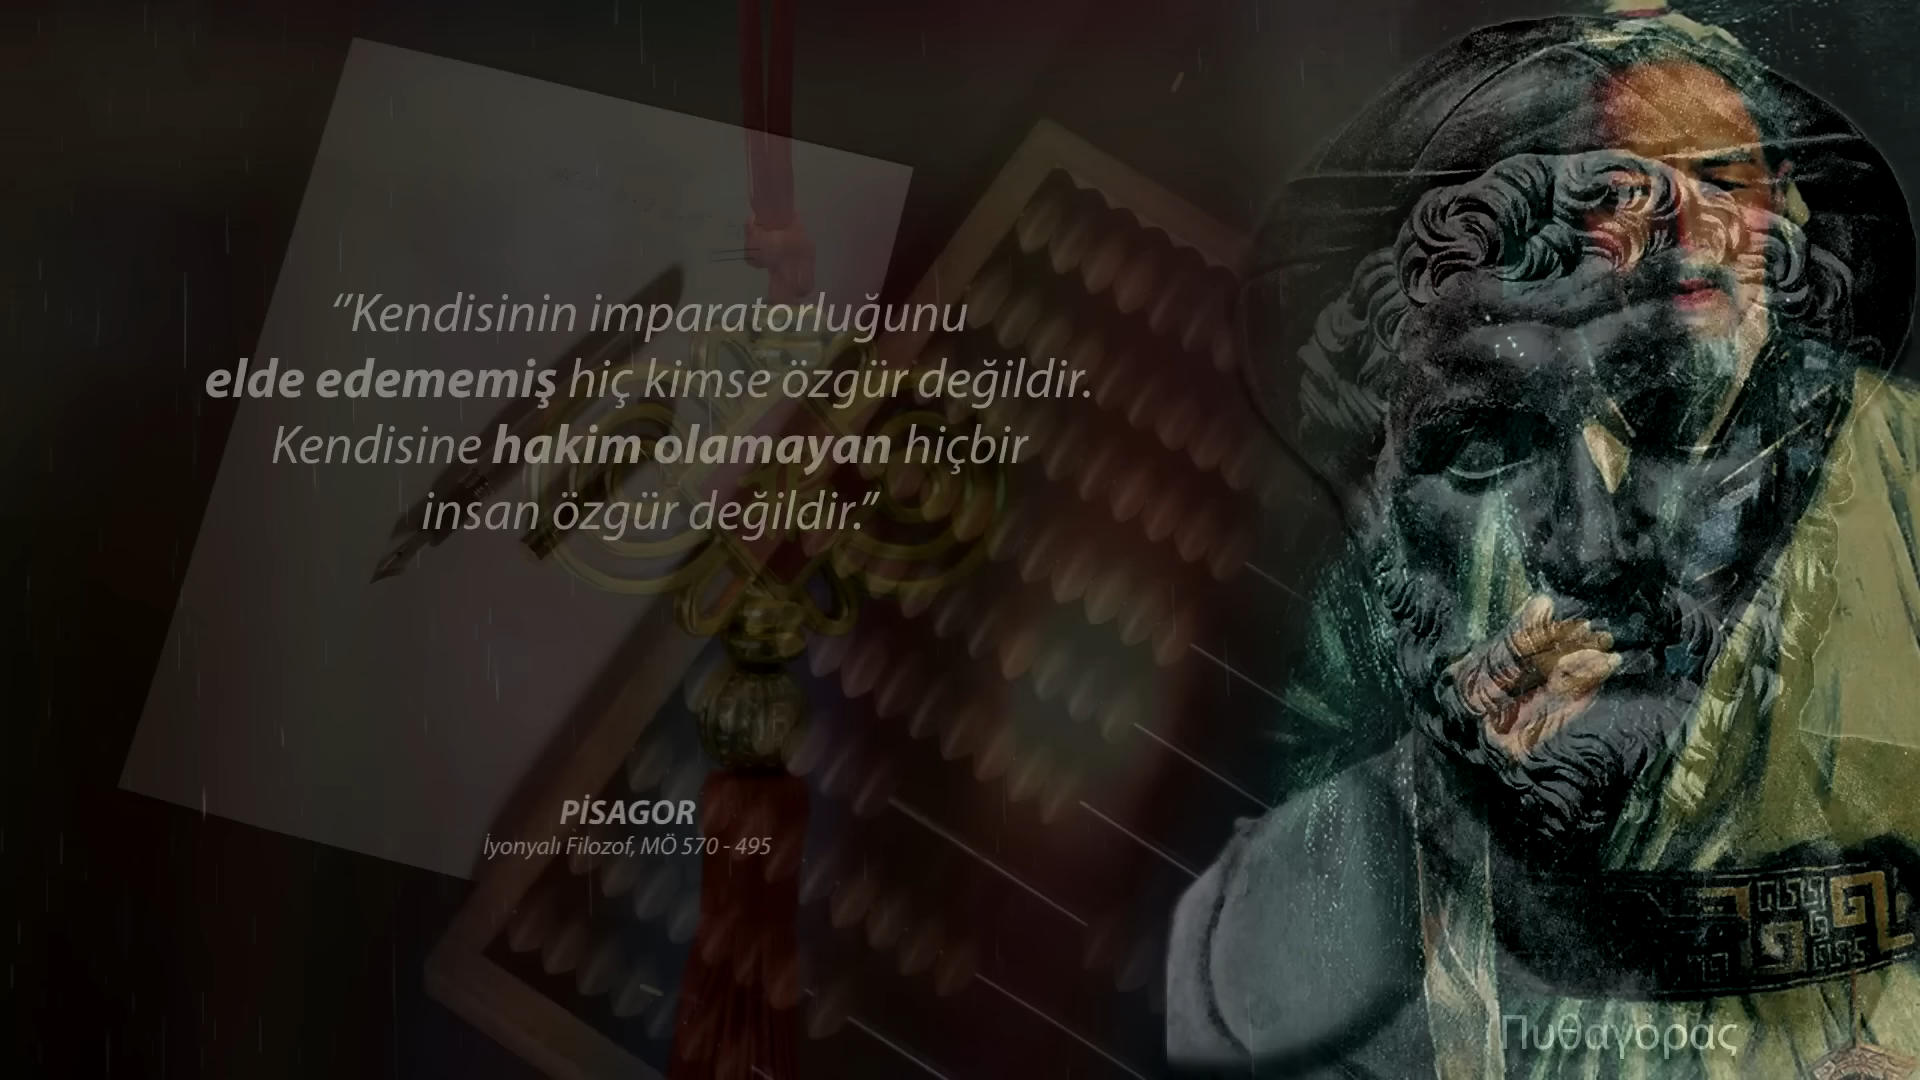 ‘’Kendisinin imparatorluğunu
elde edememiş hiç kimse özgür değildir.
Kendisine hakim olamayan hiçbir
insan özgür değildir.’’
PİSAGOR
İyonyalı Filozof, MÖ 570 - 495
Πυθαγόρας